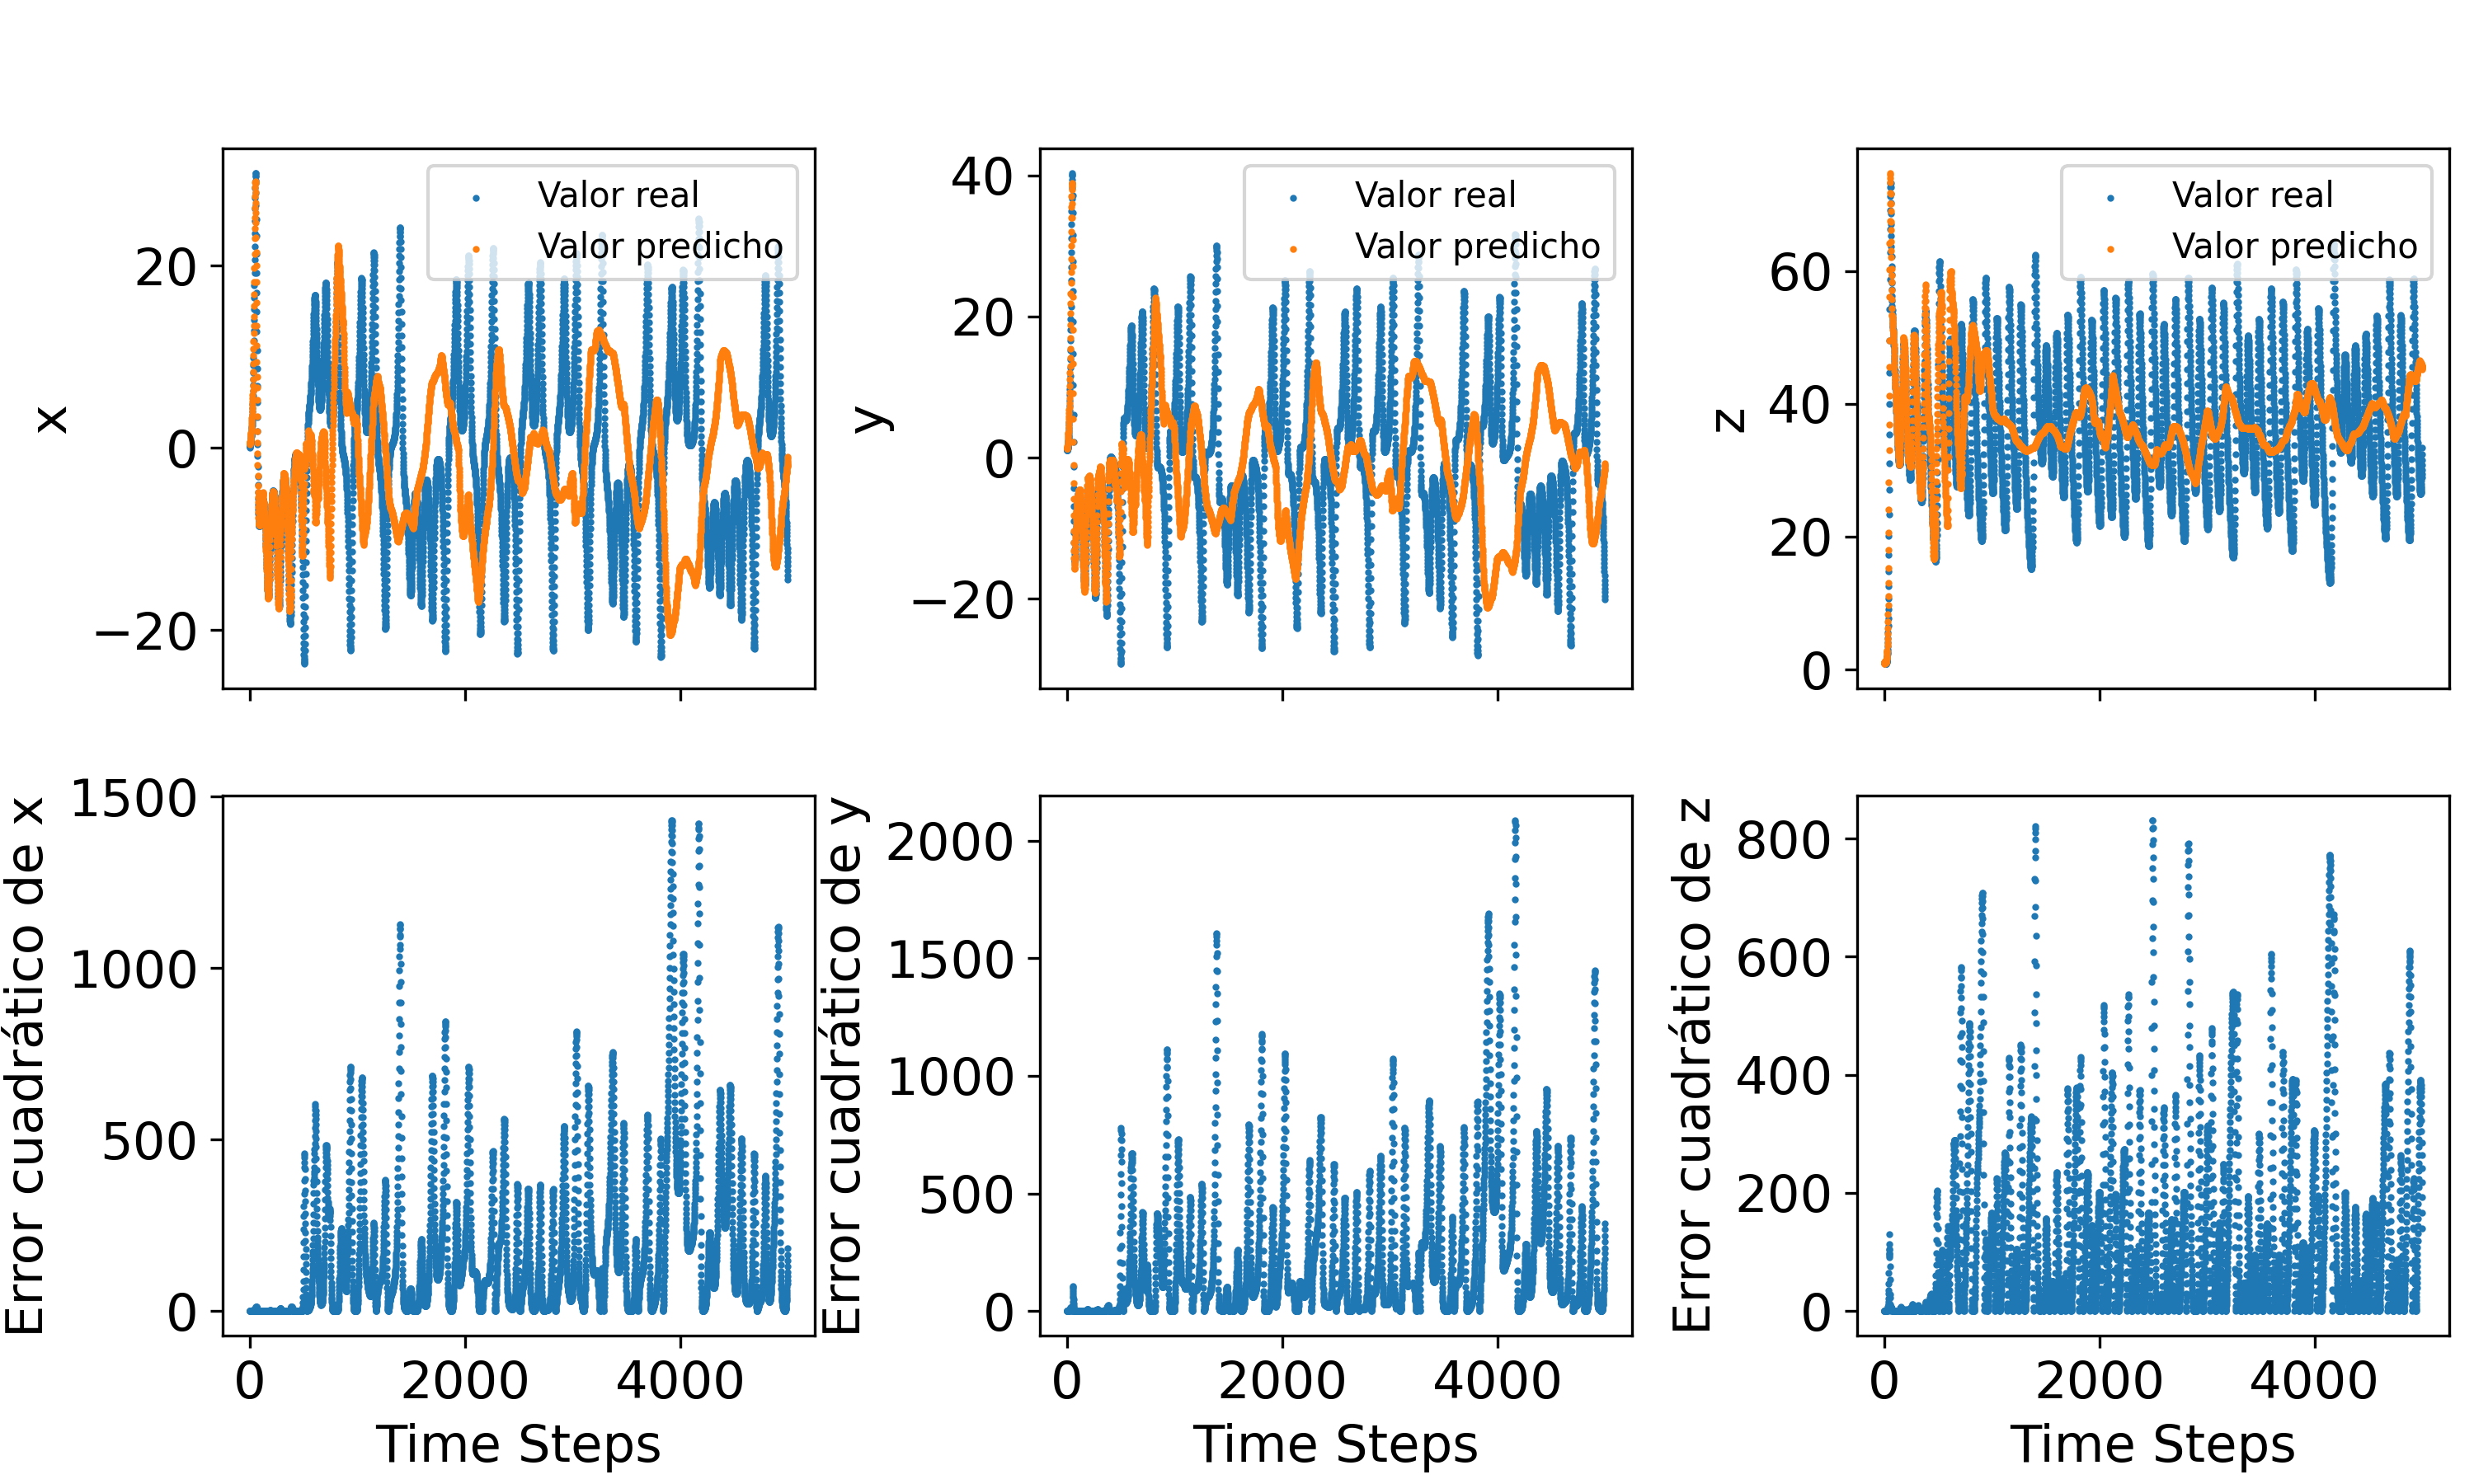 x
20
0
−20
Valor real
Valor predicho
y
40
20
0
−20
Valor real
Valor predicho
z
60
40
20
0
Valor real
Valor predicho
Error cuadrático de x
1500
1000
500
0
0 2000 4000
Time Steps
Error cuadrático de y
2000
1500
1000
500
0
0 2000 4000
Time Steps
Error cuadrático de z
800
600
400
200
0
0 2000 4000
Time Steps